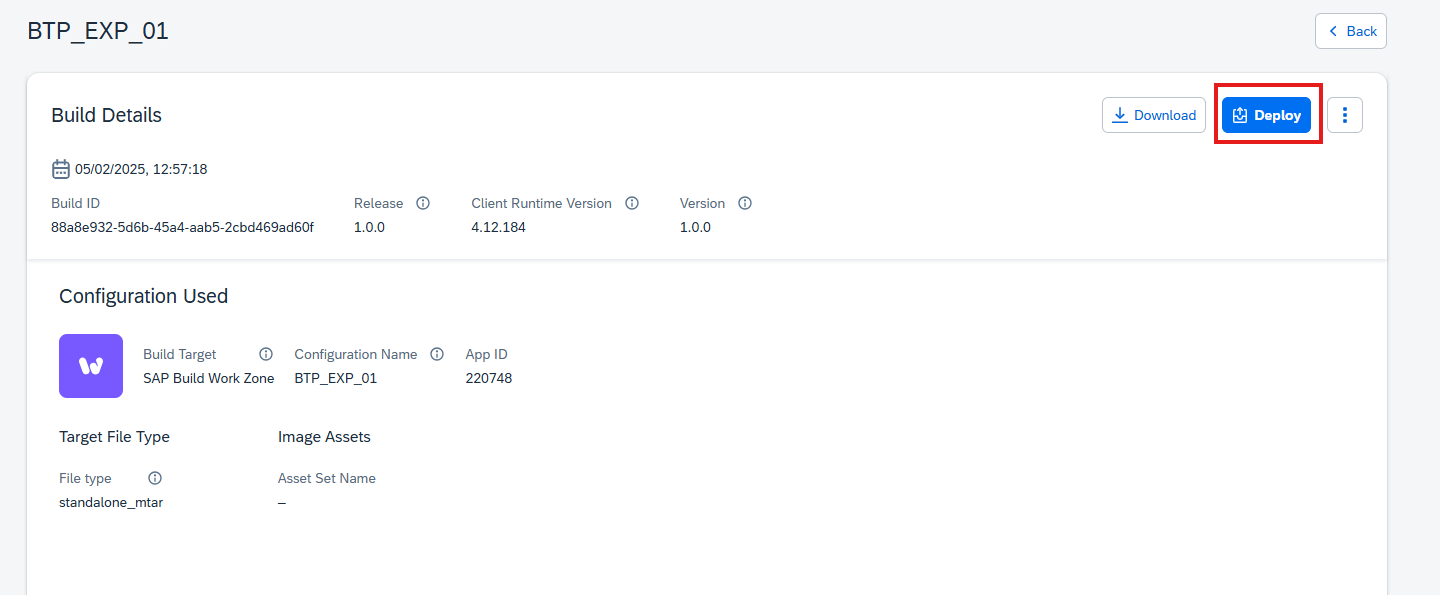 BTP_EXP_01
Back
Build Details
Download
Deploy
05/02/2025, 12:57:18
Build ID Release Client Runtime Version Version
88a8e932-5d6b-45a4-aab5-2cbd469ad60f 1.0.0 4.12.184 1.0.0
Configuration Used
Build Target Configuration Name App ID
SAP Build Work Zone BTP_EXP_01 220748
Target File Type Image Assets
File type Asset Set Name
standalone_mtar –